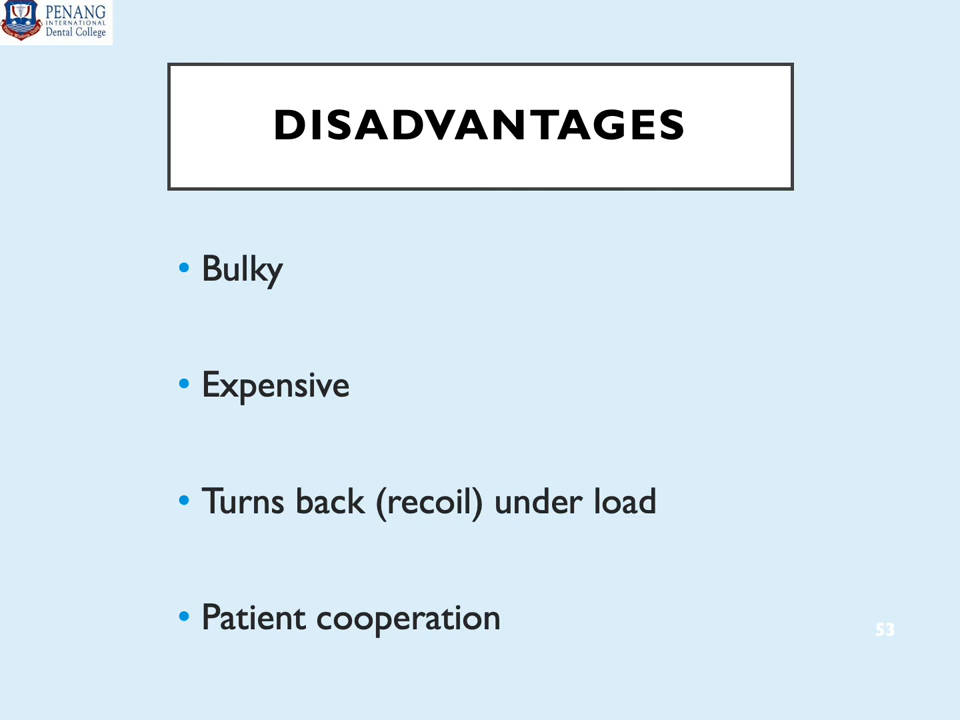 PENANG
INTERNATIONAL
Dental College
DISADVANTAGES
• Bulky
• Expensive
• Turns back (recoil) under load
• Patient cooperation
53